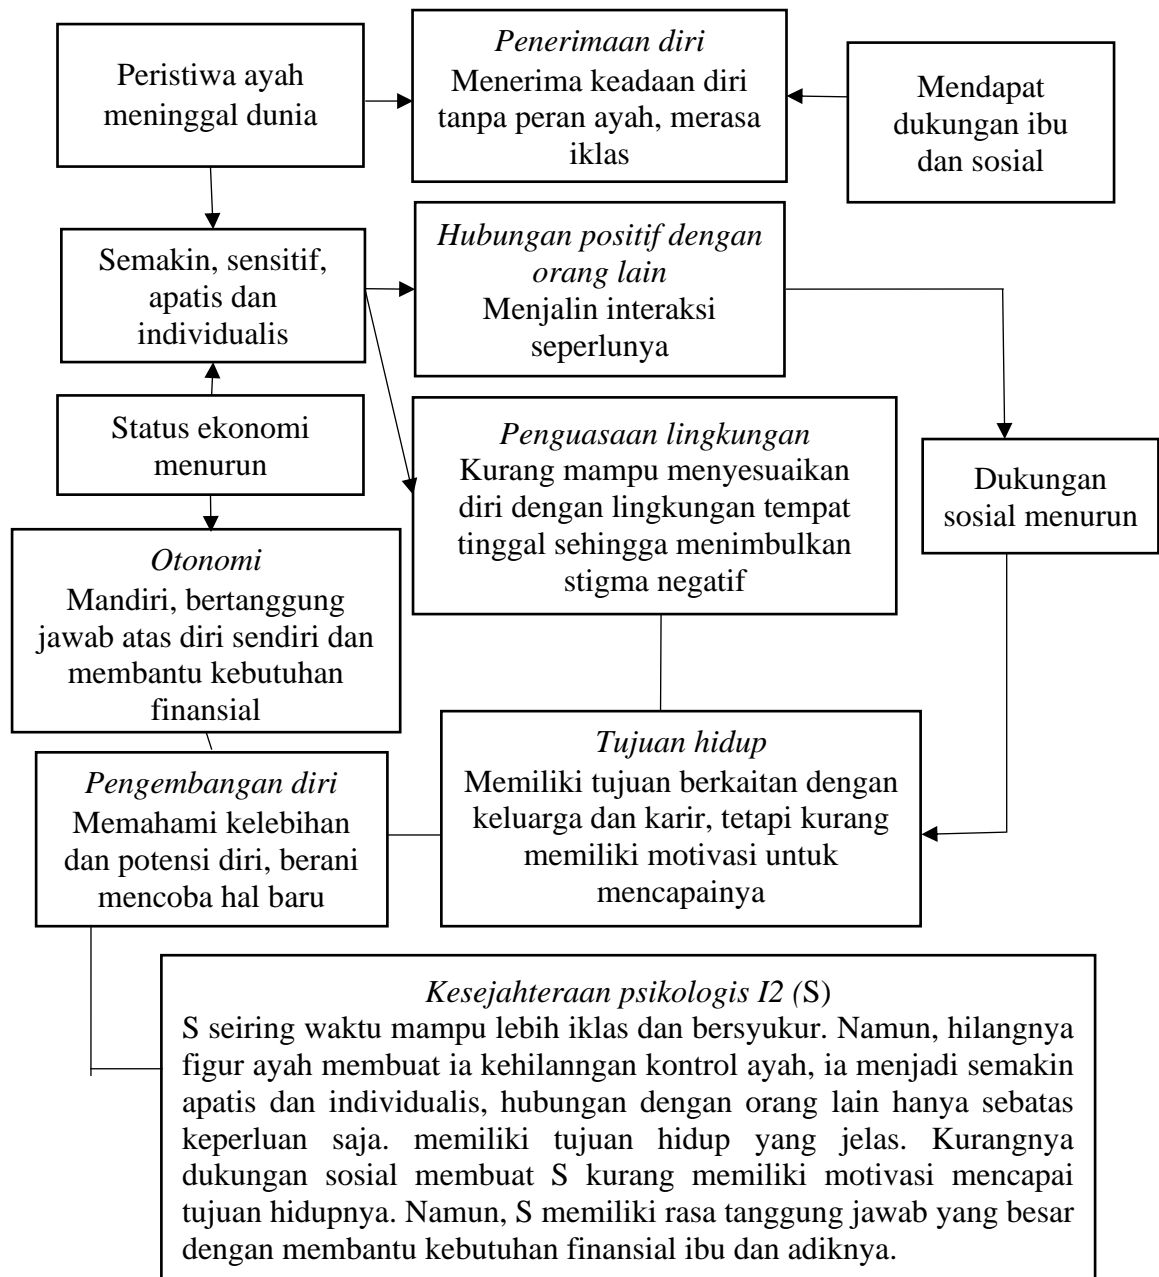 Peristiwa ayah
meninggal dunia
Penerimaan diri
Menerima keadaan diri
tanpa peran ayah, merasa
iklas
Mendapat
dukungan ibu
dan sosial
Semakin, sensitif,
apatis dan
individualis
Hubungan positif dengan
orang lain
Menjalin interaksi
seperlunya
Status ekonomi
menurun
Penguasaan lingkungan
Kurang mampu menyesuaikan
diri dengan lingkungan tempat
tinggal sehingga menimbulkan
stigma negatif
Dukungan
sosial menurun
Otonomi
Mandiri, bertanggung
jawab atas diri sendiri dan
membantu kebutuhan
finansial
Tujuan hidup
Memiliki tujuan berkaitan dengan
keluarga dan karir, tetapi kurang
memiliki motivasi untuk
mencapainya
Pengembangan diri
Memahami kelebihan
dan potensi diri, berani
mencoba hal baru
Kesejahteraan psikologis I2 (S)
S seiring waktu mampu lebih iklas dan bersyukur. Namun, hilangnya
figur ayah membuat ia kehilanngan kontrol ayah, ia menjadi semakin
apatis dan individualis, hubungan dengan orang lain hanya sebatas
keperluan saja. memiliki tujuan hidup yang jelas. Kurangnya
dukungan sosial membuat S kurang memiliki motivasi mencapai
tujuan hidupnya. Namun, S memiliki rasa tanggung jawab yang besar
dengan membantu kebutuhan finansial ibu dan adiknya.